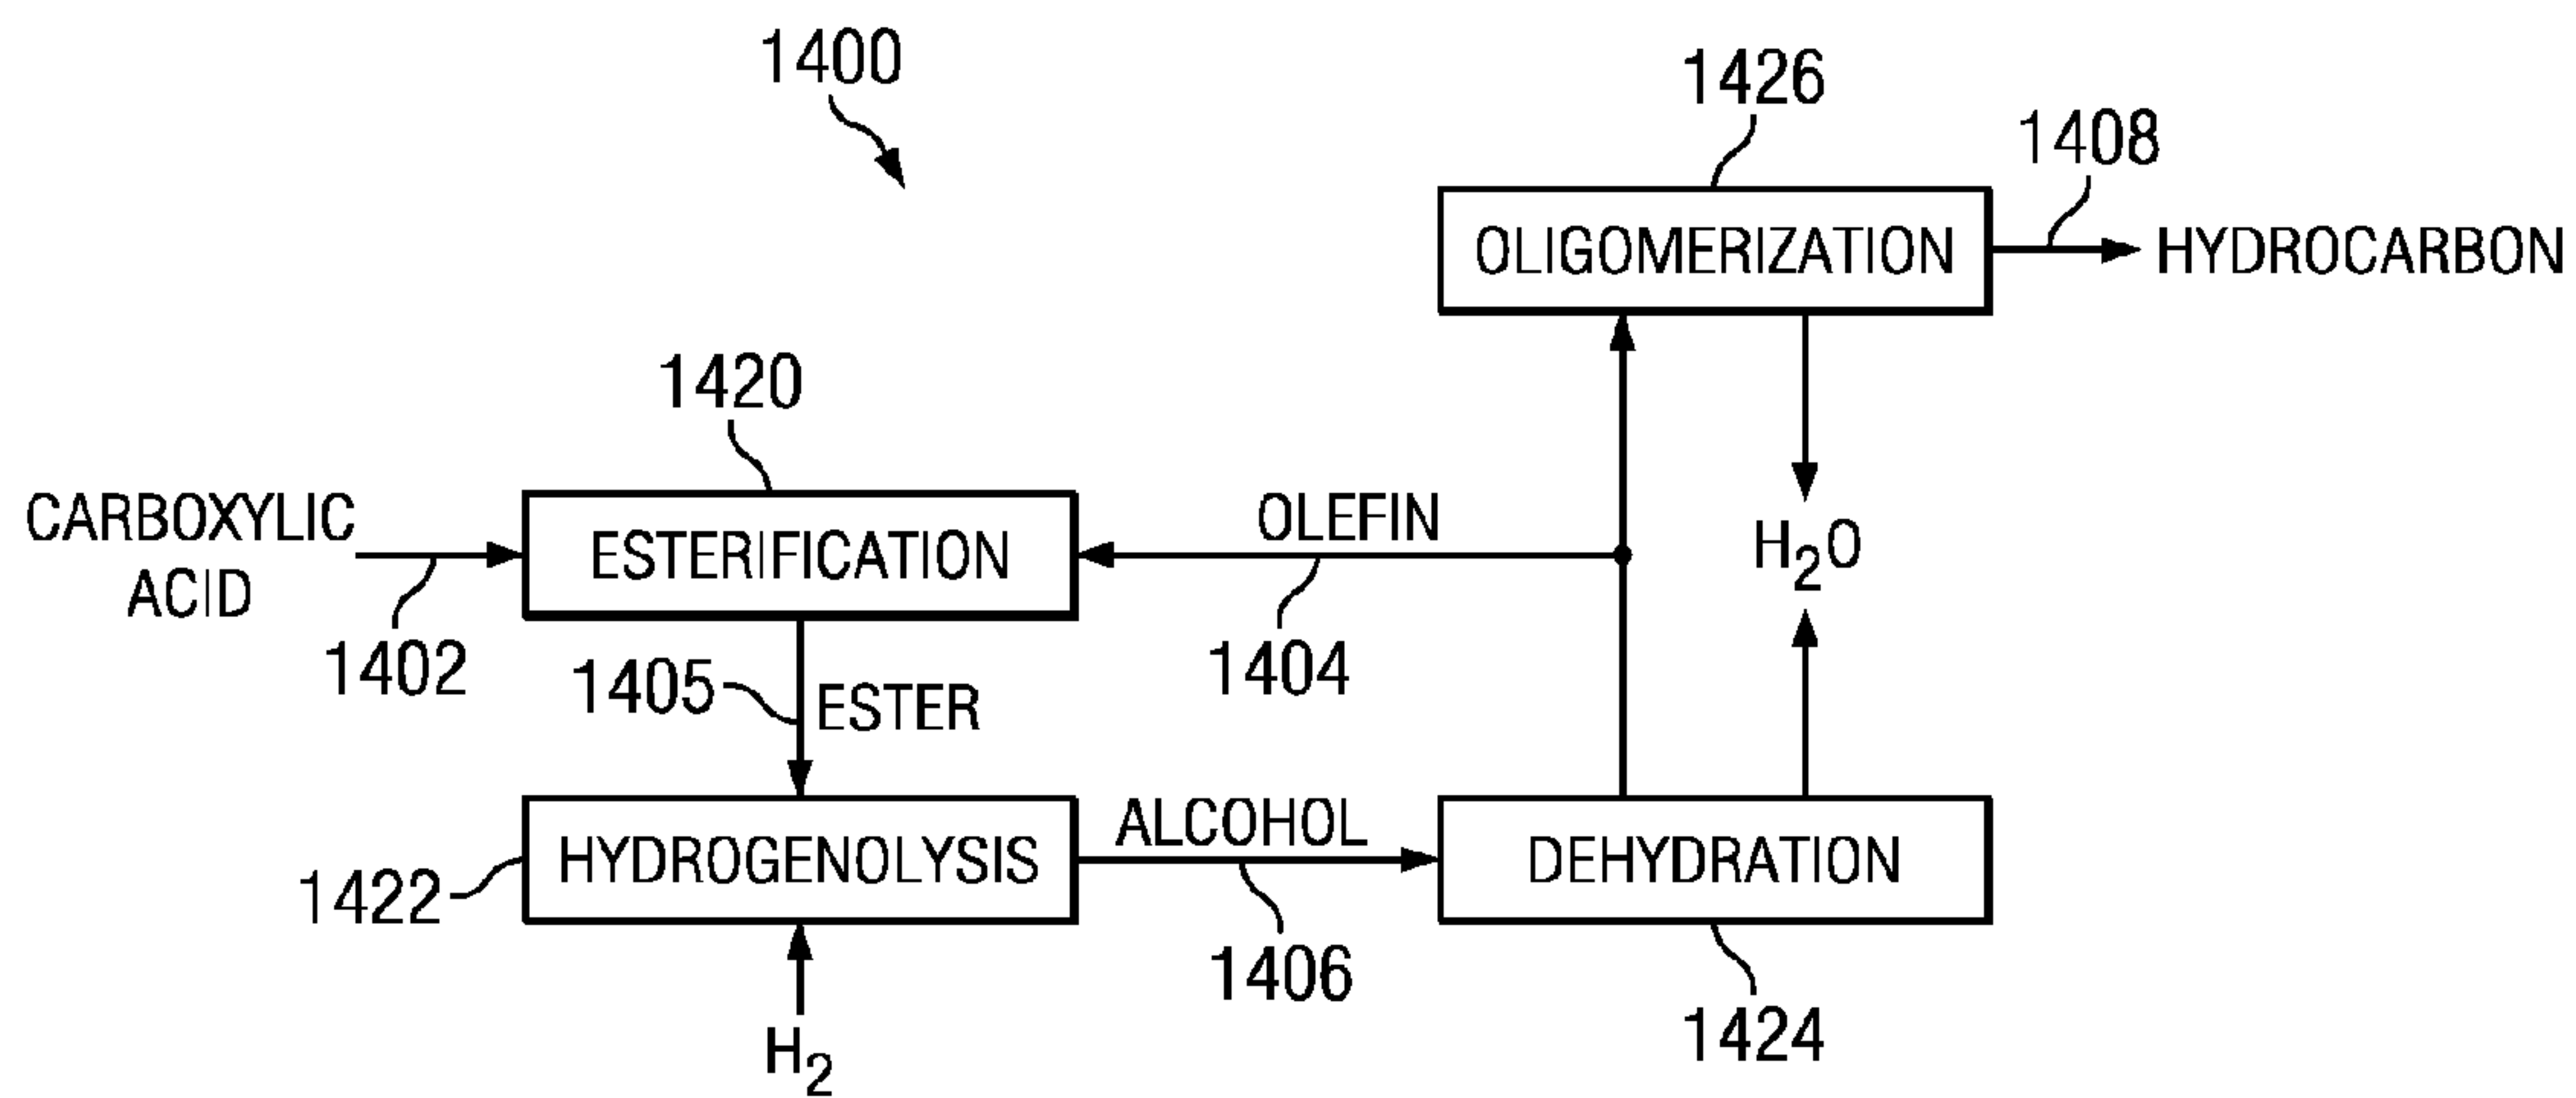 1400
1426
1408
OLIGOMERIZATION
HYDROCARBON
1420
CARBOXYLIC
ACID
1402
ESTERIFICATION
OLEFIN
1404
H2O
1405
ESTER
HYDROGENOLYSIS
1422
ALCOHOL
1406
DEHYDRATION
1424
H2